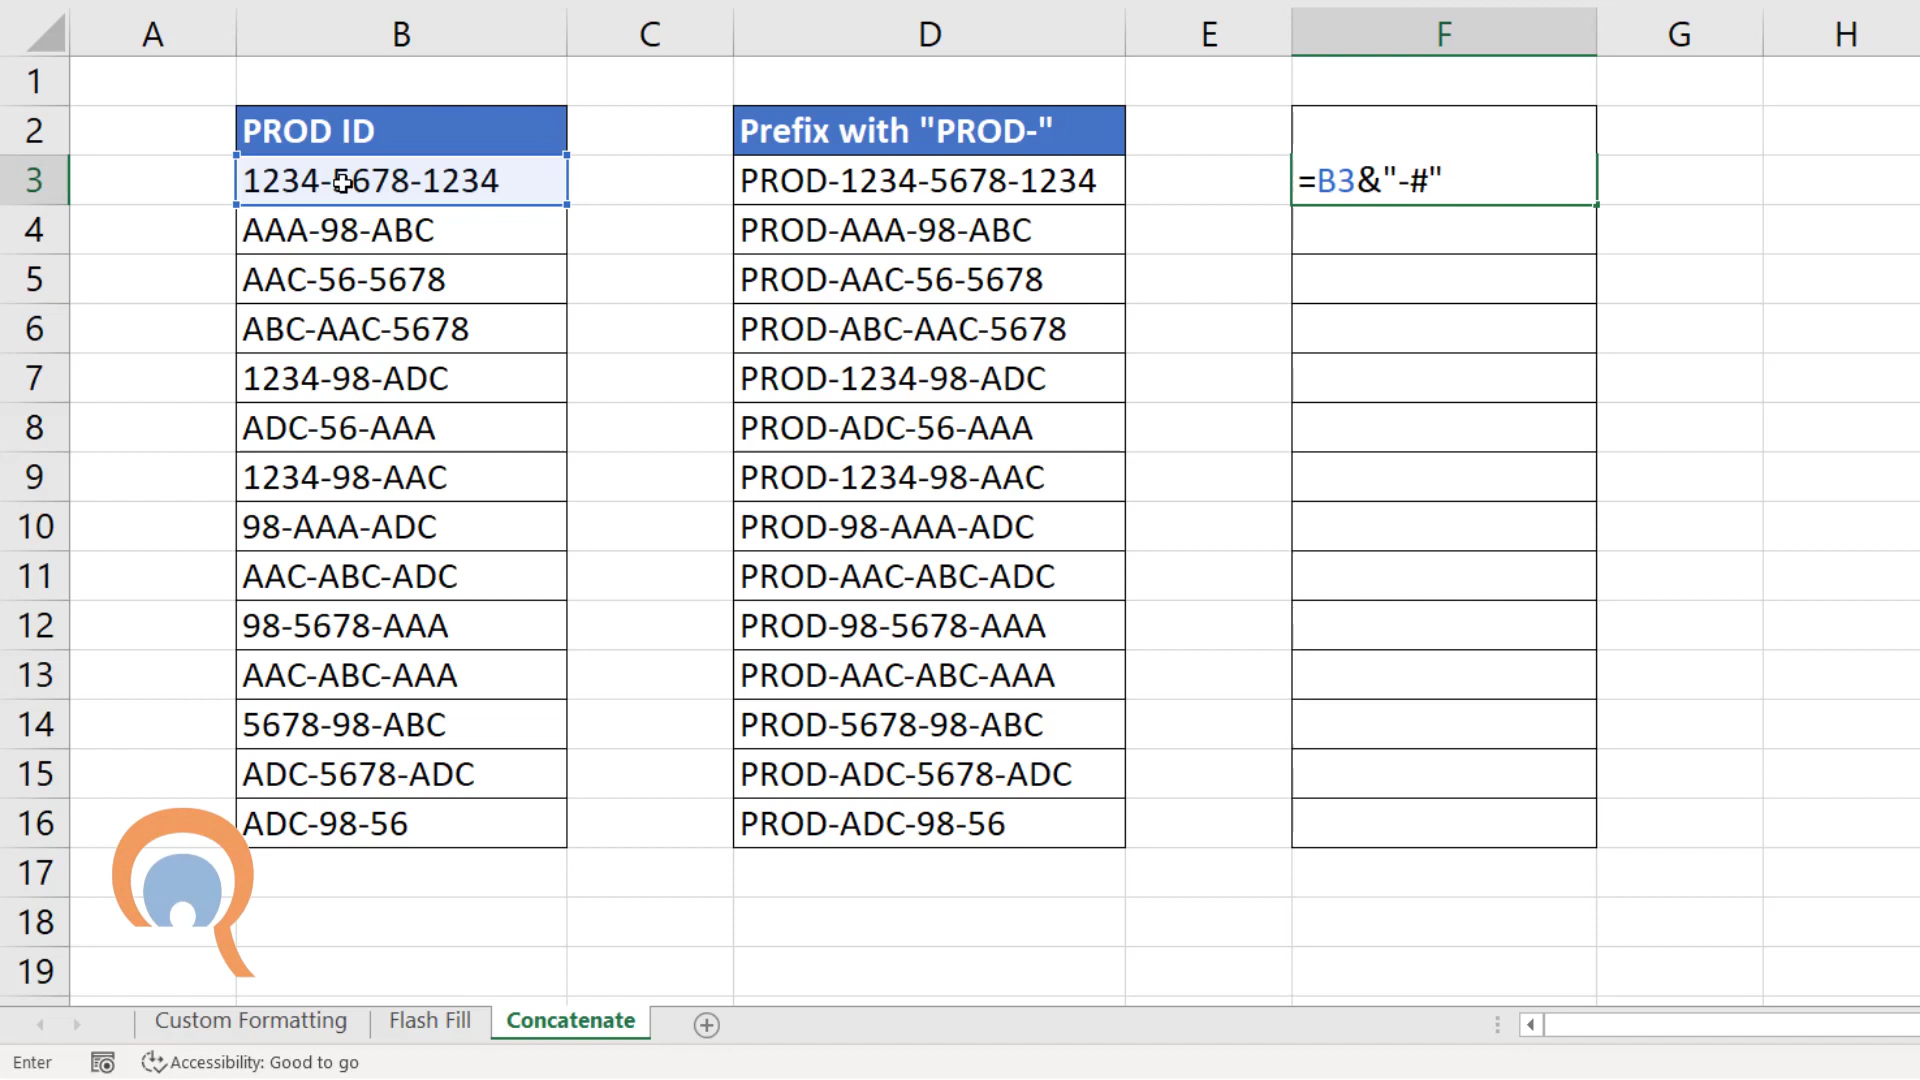 A B C D E F G H
1
2 PROD ID Prefix with "PROD-"
3 1234-5678-1234 PROD-1234-5678-1234 =B3&"-#"
4 AAA-98-ABC PROD-AAA-98-ABC
5 AAC-56-5678 PROD-AAC-56-5678
6 ABC-AAC-5678 PROD-ABC-AAC-5678
7 1234-98-ADC PROD-1234-98-ADC
8 ADC-56-AAA PROD-ADC-56-AAA
9 1234-98-AAC PROD-1234-98-AAC
10 98-AAA-ADC PROD-98-AAA-ADC
11 AAC-ABC-ADC PROD-AAC-ABC-ADC
12 98-5678-AAA PROD-98-5678-AAA
13 AAC-ABC-AAA PROD-AAC-ABC-AAA
14 5678-98-ABC PROD-5678-98-ABC
15 ADC-5678-ADC PROD-ADC-5678-ADC
16 ADC-98-56 PROD-ADC-98-56
17
18
19
Custom Formatting Flash Fill Concatenate
Enter Accessibility: Good to go